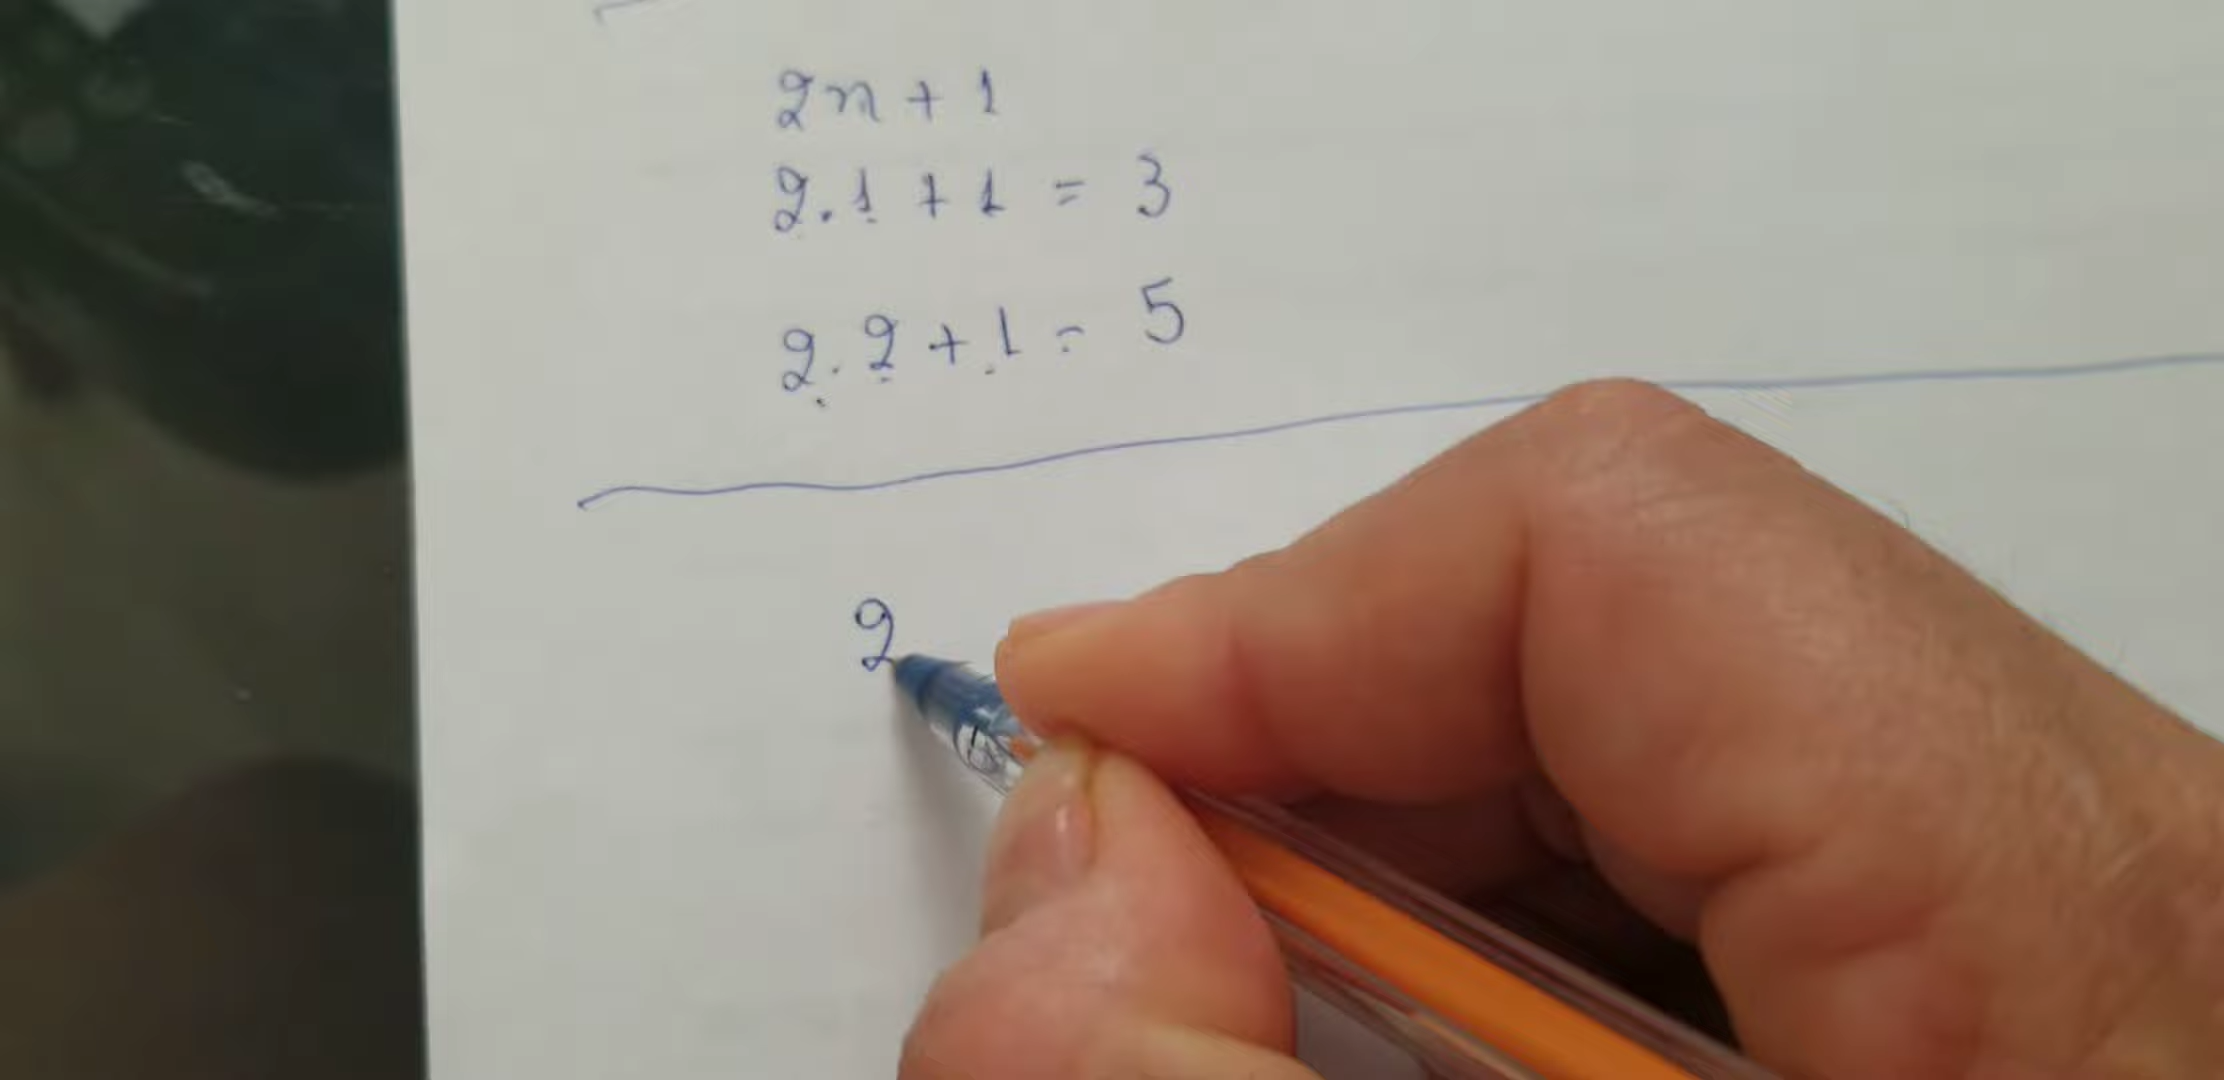 2n + 1
2.1 + 1 = 3
2.2 + 1 = 5
2